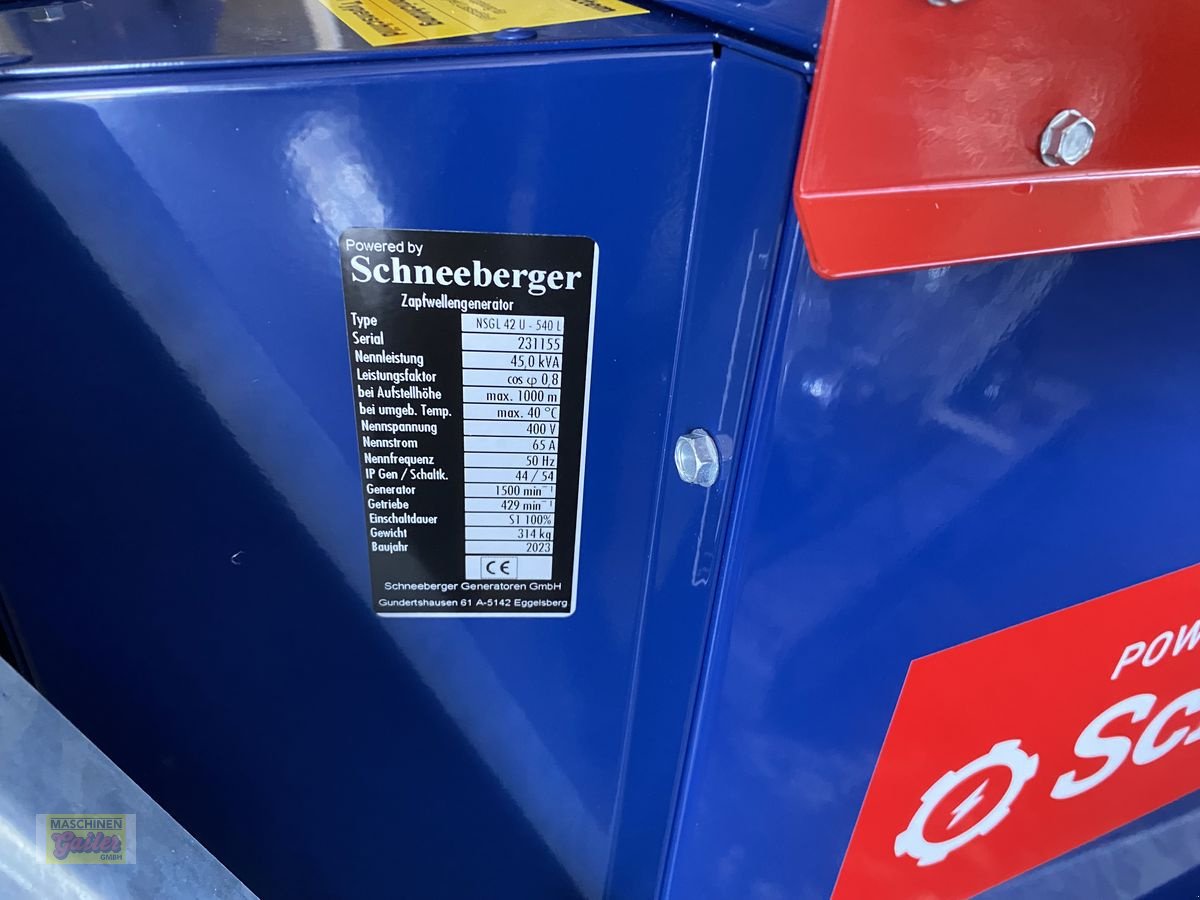 Typenschild
Powered by
Schneeberger
Zapfwellengenerator
Type NSGL 42 U - 540 L
Serial 231155
Nennleistung 45,0 kVA
Leistungsfaktor cos φ 0,8
bei Aufstellhöhe max. 1000 m
bei umgeb. Temp. max. 40 °C
Nennspannung 400 V
Nennstrom 65 A
Nennfrequenz 50 Hz
IP Gen / Schaltk. 44 / 54
Generator 1500 min⁻¹
Getriebe 429 min⁻¹
Einschaltdauer S1 100%
Gewicht 314 kg
Baujahr 2023
CE
Schneeberger Generatoren GmbH
Gundertshausen 61 A-5142 Eggelsberg
POW
Sc
MASCHINEN
Gailer
GMBH